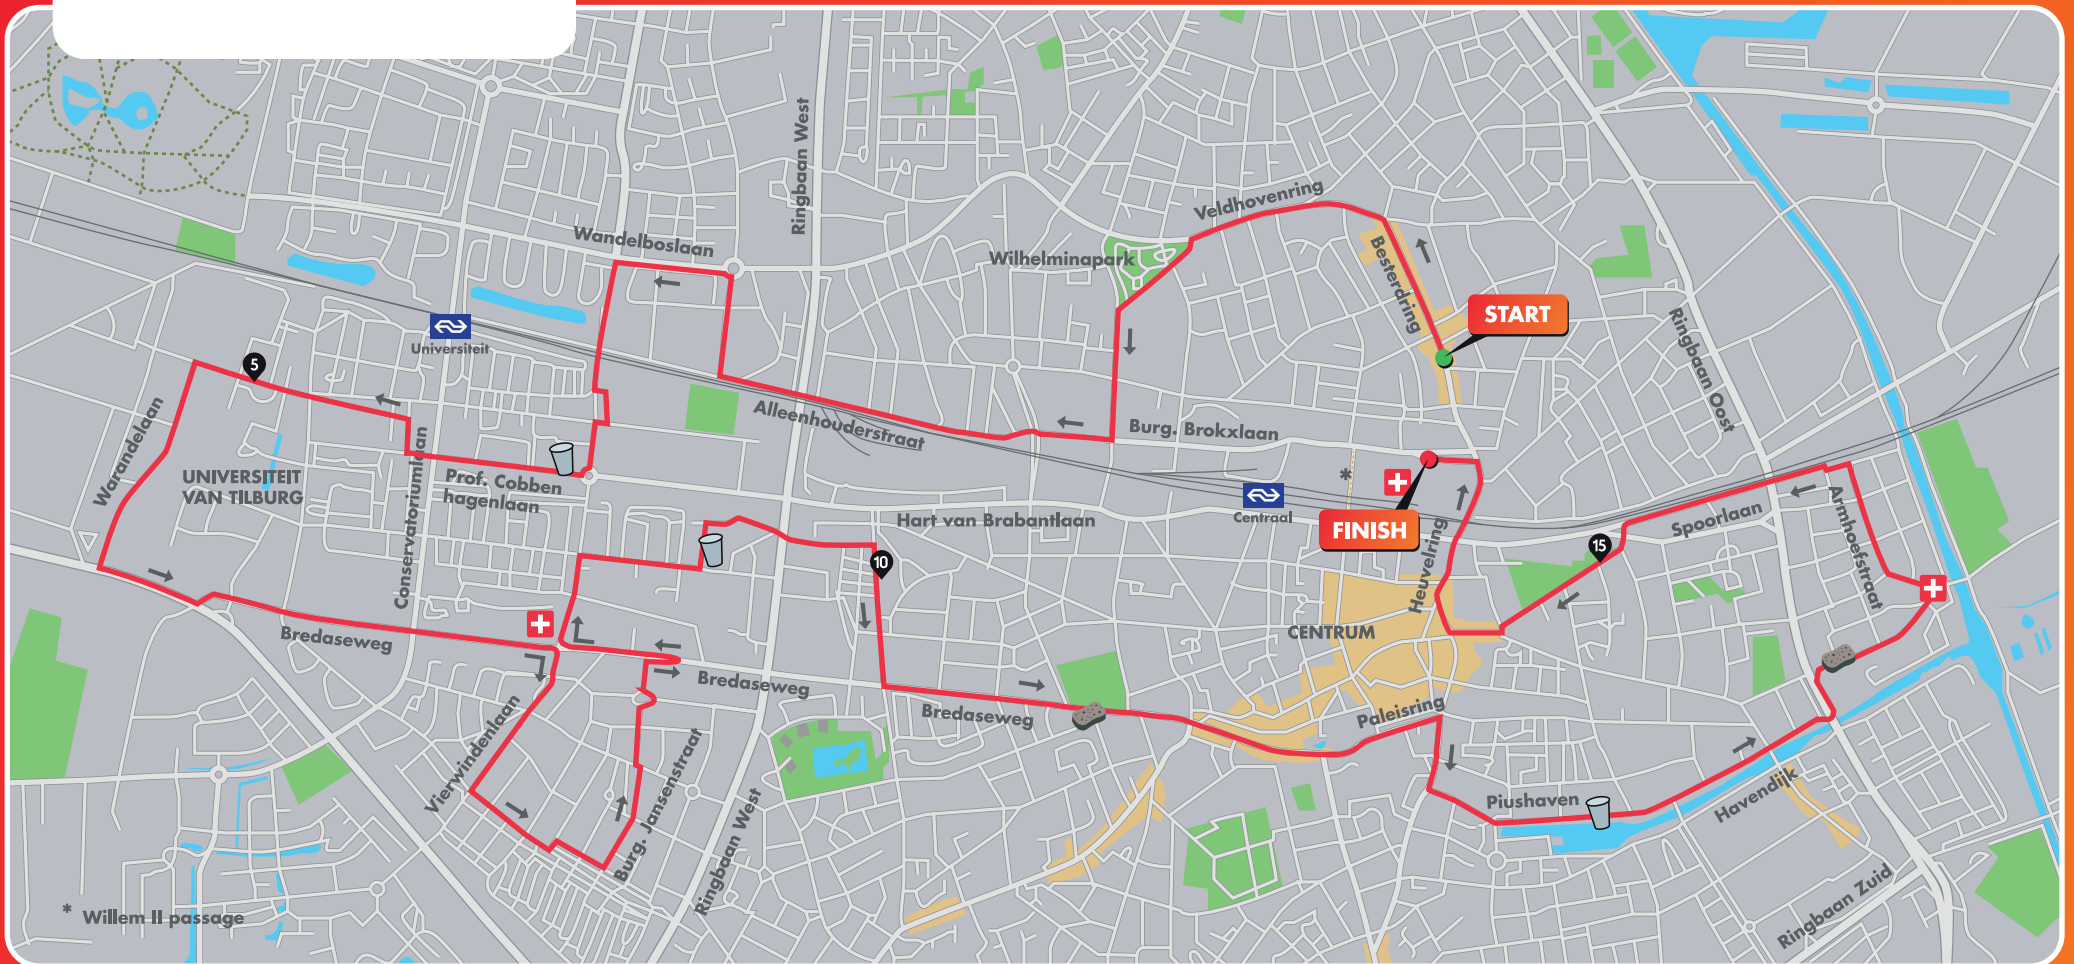 Ringbaan West
Wandelboslaan
Veldhovenring
Wilhelminapark
Besterdring
START
Ringbaan Oost
Universiteit
5
Warandelaan
Alleenhouderstraat
Burg. Brokxlaan
UNIVERSITEIT
VAN TILBURG
Prof. Cobben
hagenlaan
Conservatoriumlaan
*
Centraal
Hart van Brabantlaan
FINISH
Heuvelring
Spoorlaan
Armhoefstraat
15
10
Bredaseweg
CENTRUM
Bredaseweg
Bredaseweg
Paleisring
Vierwindenlaan
Burg. Jansenstraat
Ringbaan West
Piushaven
Havendijk
Ringbaan Zuid
* Willem II passage